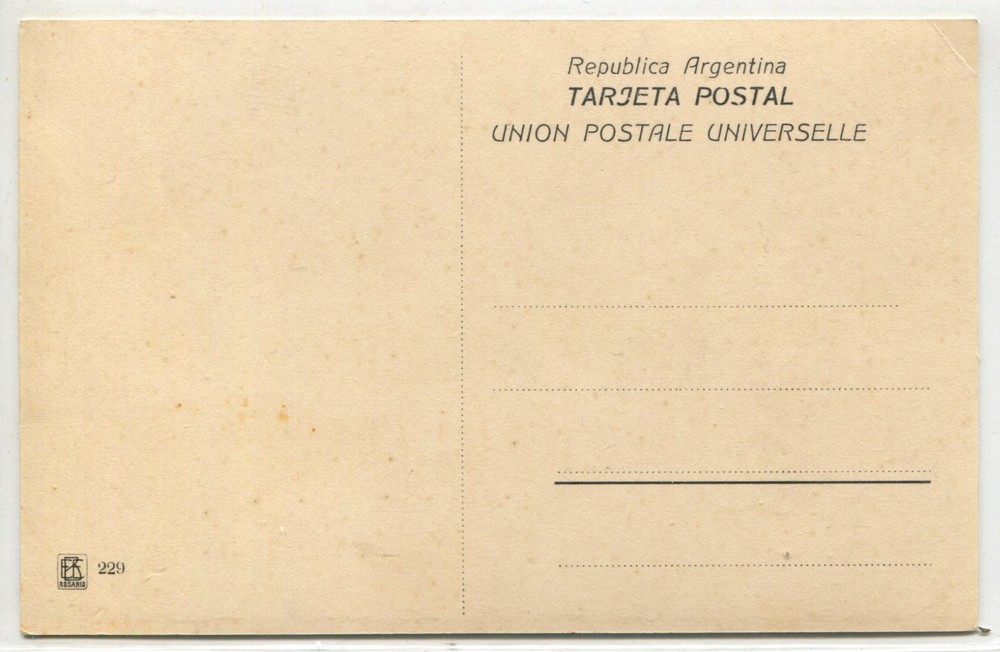 Republica Argentina
TARJETA POSTAL
UNION POSTALE UNIVERSELLE
ROSARIO
229